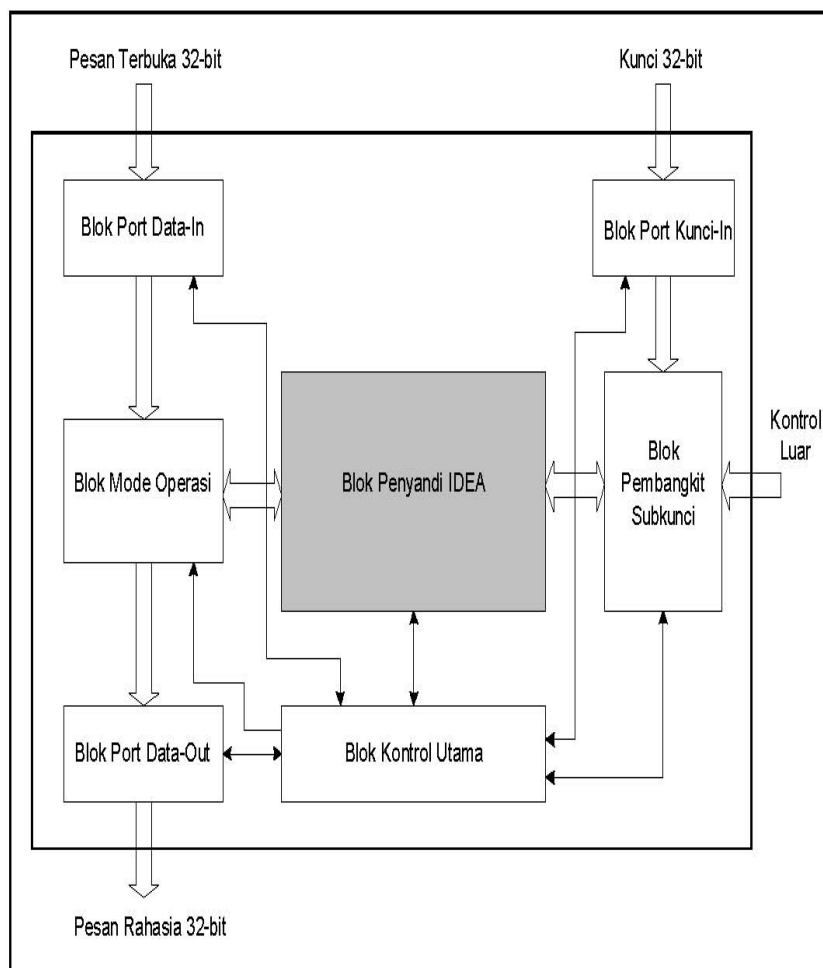 Pesan Terbuka 32-bit
Kunci 32-bit
Blok Port Data-In
Blok Port Kunci-In
Blok Mode Operasi
Blok Penyandi IDEA
Blok
Pembangkit
Subkunci
Kontrol
Luar
Blok Port Data-Out
Blok Kontrol Utama
Pesan Rahasia 32-bit